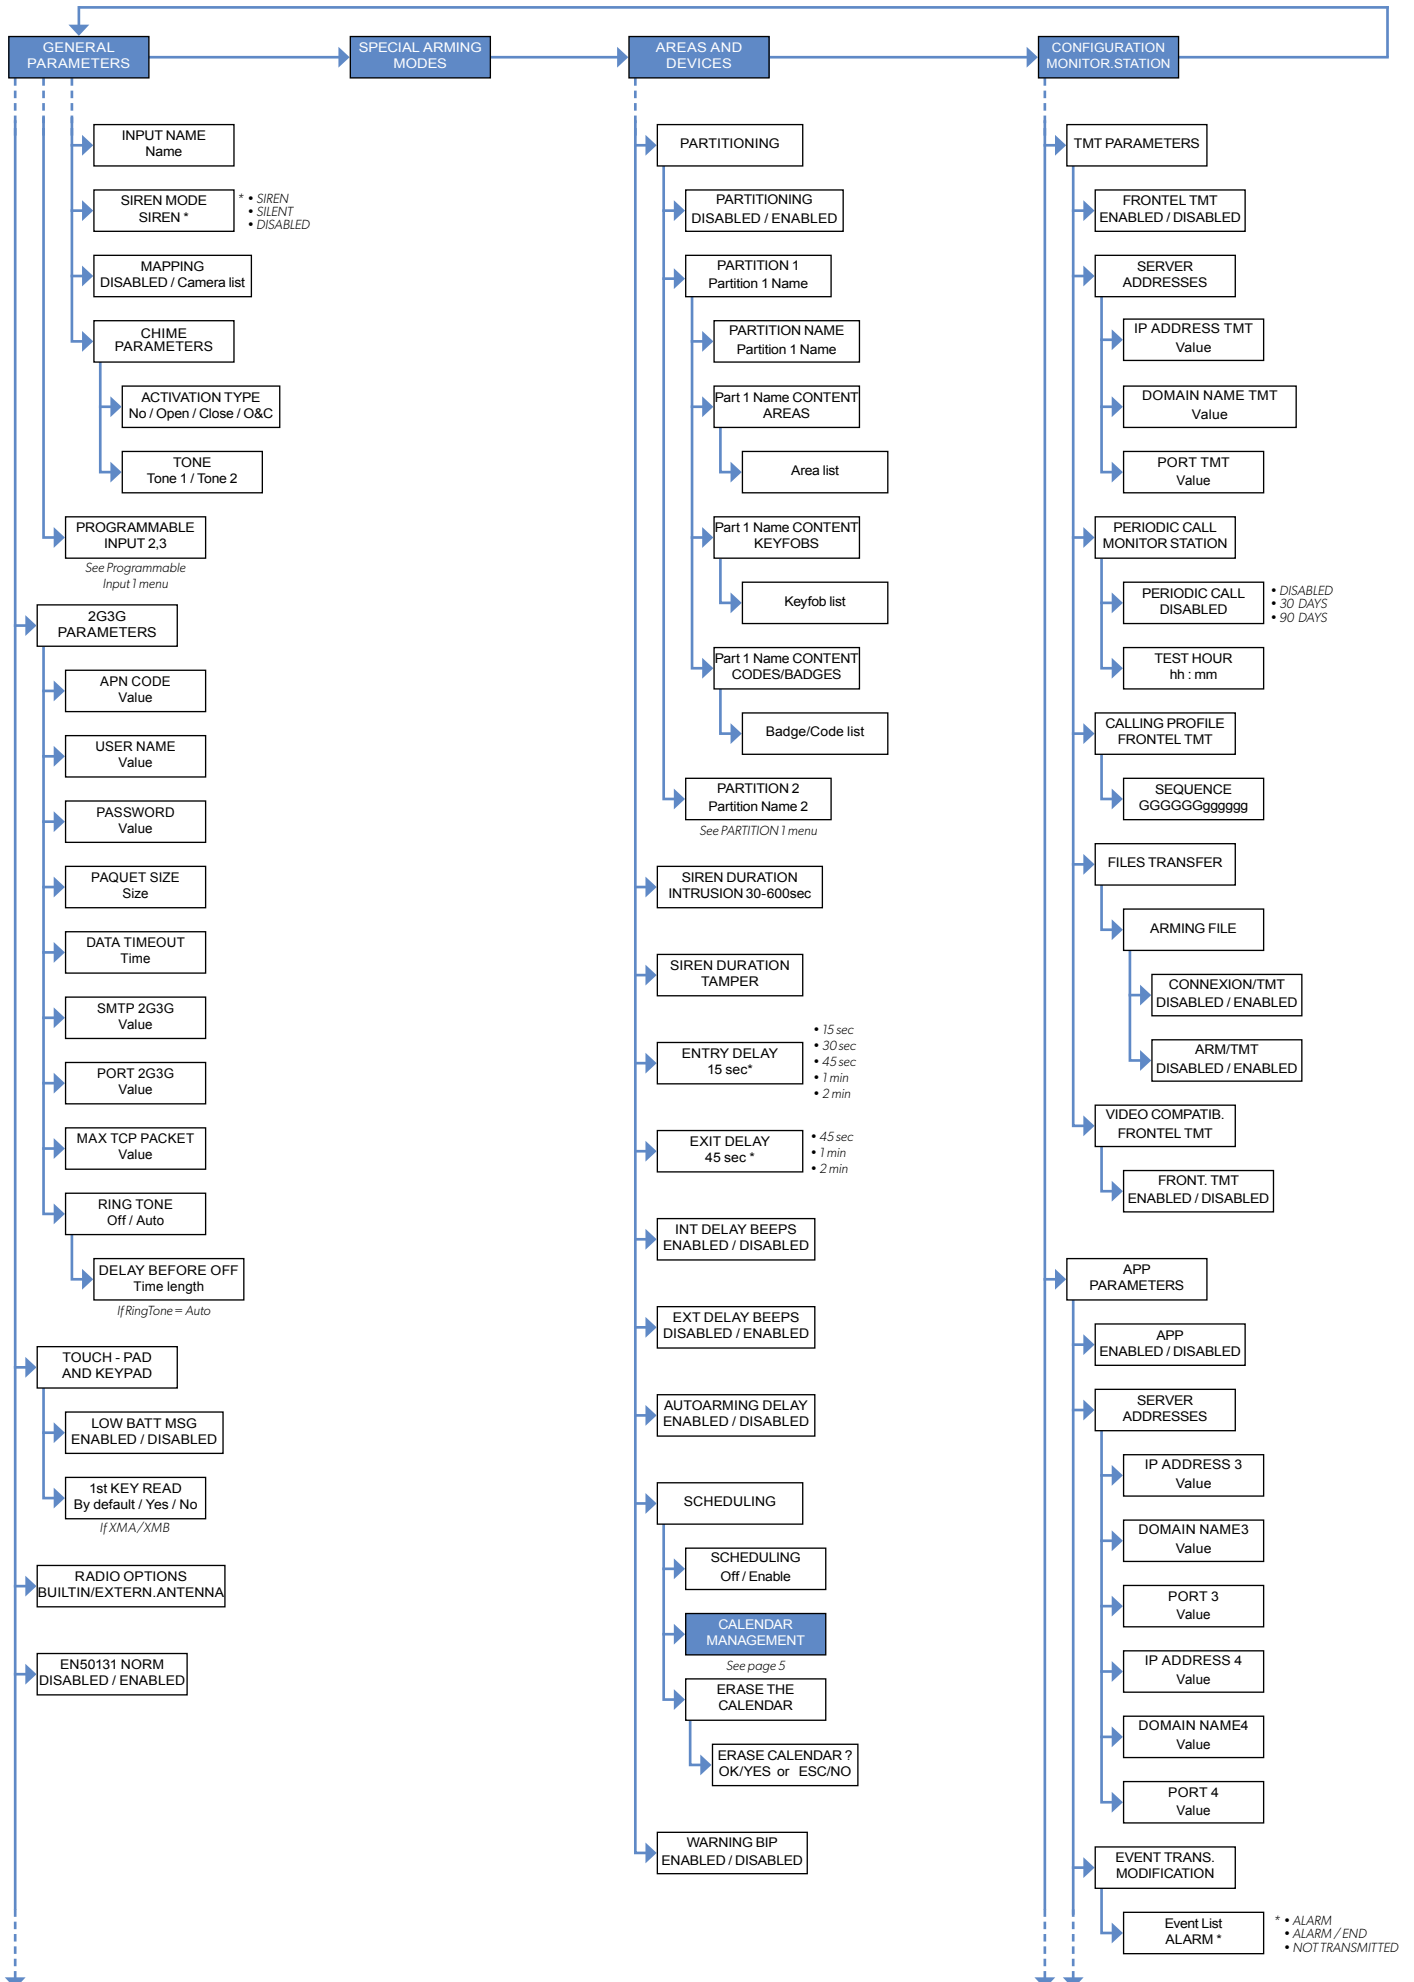 GENERAL
PARAMETERS
SPECIAL ARMING
MODES
AREAS AND
DEVICES
CONFIGURATION
MONITOR.STATION
INPUT NAME
Name
SIREN MODE
SIREN *
* • SIREN
• SILENT
• DISABLED
MAPPING
DISABLED / Camera list
CHIME
PARAMETERS
ACTIVATION TYPE
No / Open / Close / O&C
TONE
Tone 1 / Tone 2
PROGRAMMABLE
INPUT 2,3
See Programmable
Input 1 menu
2G3G
PARAMETERS
APN CODE
Value
USER NAME
Value
PASSWORD
Value
PAQUET SIZE
Size
DATA TIMEOUT
Time
SMTP 2G3G
Value
PORT 2G3G
Value
MAX TCP PACKET
Value
RING TONE
Off / Auto
DELAY BEFORE OFF
Time length
If RingTone = Auto
TOUCH - PAD
AND KEYPAD
LOW BATT MSG
ENABLED / DISABLED
1st KEY READ
By default / Yes / No
If XMA/XMB
RADIO OPTIONS
BUILTIN/EXTERN.ANTENNA
EN50131 NORM
DISABLED / ENABLED
PARTITIONING
PARTITIONING
DISABLED / ENABLED
PARTITION 1
Partition 1 Name
PARTITION NAME
Partition 1 Name
Part 1 Name CONTENT
AREAS
Area list
Part 1 Name CONTENT
KEYFOBS
Keyfob list
Part 1 Name CONTENT
CODES/BADGES
Badge/Code list
PARTITION 2
Partition Name 2
See PARTITION 1 menu
SIREN DURATION
INTRUSION 30-600sec
SIREN DURATION
TAMPER
ENTRY DELAY
15 sec*
• 15 sec
• 30 sec
• 45 sec
• 1 min
• 2 min
EXIT DELAY
45 sec *
• 45 sec
• 1 min
• 2 min
INT DELAY BEEPS
ENABLED / DISABLED
EXT DELAY BEEPS
DISABLED / ENABLED
AUTOARMING DELAY
ENABLED / DISABLED
SCHEDULING
SCHEDULING
Off / Enable
CALENDAR
MANAGEMENT
See page 5
ERASE THE
CALENDAR
ERASE CALENDAR ?
OK/YES or ESC/NO
WARNING BIP
ENABLED / DISABLED
TMT PARAMETERS
FRONTEL TMT
ENABLED / DISABLED
SERVER
ADDRESSES
IP ADDRESS TMT
Value
DOMAIN NAME TMT
Value
PORT TMT
Value
PERIODIC CALL
MONITOR STATION
PERIODIC CALL
DISABLED
• DISABLED
• 30 DAYS
• 90 DAYS
TEST HOUR
hh : mm
CALLING PROFILE
FRONTEL TMT
SEQUENCE
GGGGGGgggggg
FILES TRANSFER
ARMING FILE
CONNEXION/TMT
DISABLED / ENABLED
ARM/TMT
DISABLED / ENABLED
VIDEO COMPATIB.
FRONTEL TMT
FRONT. TMT
ENABLED / DISABLED
APP
PARAMETERS
APP
ENABLED / DISABLED
SERVER
ADDRESSES
IP ADDRESS 3
Value
DOMAIN NAME3
Value
PORT 3
Value
IP ADDRESS 4
Value
DOMAIN NAME4
Value
PORT 4
Value
EVENT TRANS.
MODIFICATION
Event List
ALARM *
* • ALARM
• ALARM / END
• NOT TRANSMITTED